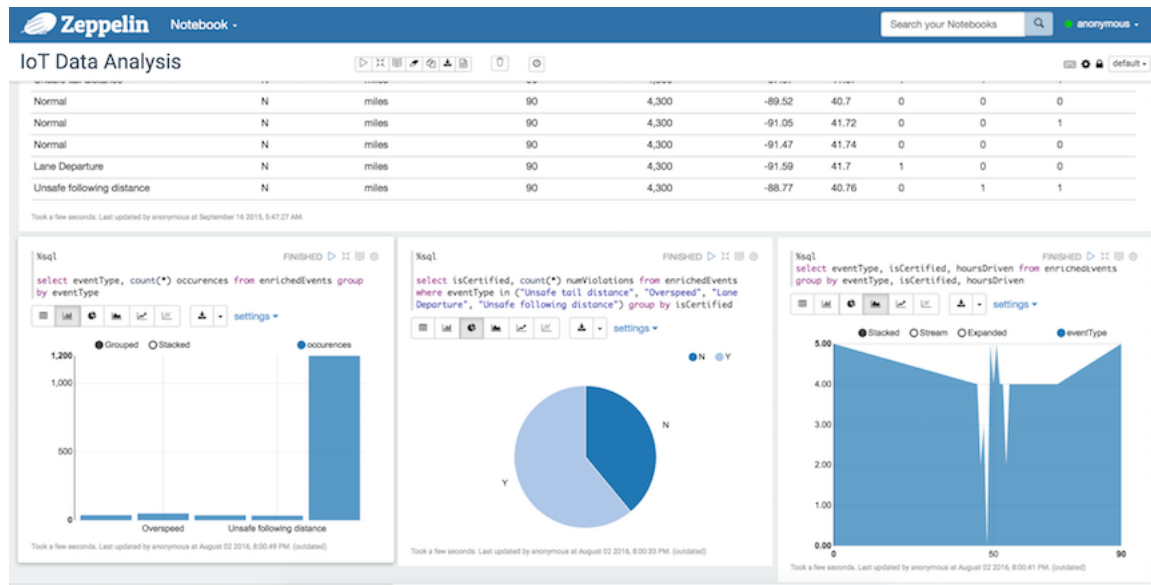 Zeppelin Notebook Search your Notebooks anonymous
IoT Data Analysis default
Normal N miles 90 4,300 -89.52 40.7 0 0 0
Normal N miles 90 4,300 -91.05 41.72 0 0 1
Normal N miles 90 4,300 -91.47 41.74 0 0 0
Lane Departure N miles 90 4,300 -91.59 41.7 1 0 0
Unsafe following distance N miles 90 4,300 -88.77 40.76 0 1 1
Took a few seconds. Last updated by anonymous at September 16 2015, 5:47:27 AM.
%sql FINISHED
select eventType, count(*) occurences from enrichedEvents group
by eventType
settings
Grouped Stacked occurences
1,200
1,000
500
0
Overspeed Unsafe following distance
Took a few seconds. Last updated by anonymous at August 02 2016, 8:00:49 PM. (outdated)
%sql FINISHED
select isCertified, count(*) numViolations from enrichedEvents
where eventType in ("Unsafe tail distance", "Overspeed", "Lane
Departure", "Unsafe following distance") group by isCertified
settings
N Y
N
Y
Took a few seconds. Last updated by anonymous at August 02 2016, 8:00:33 PM. (outdated)
%sql FINISHED
select eventType, isCertified, hoursDriven from enrichedEvents
group by eventType, isCertified, hoursDriven
settings
Stacked Stream Expanded eventType
5.00
4.00
3.00
2.00
1.00
0.00
0 50 90
Took a few seconds. Last updated by anonymous at August 02 2016, 8:00:41 PM. (outdated)